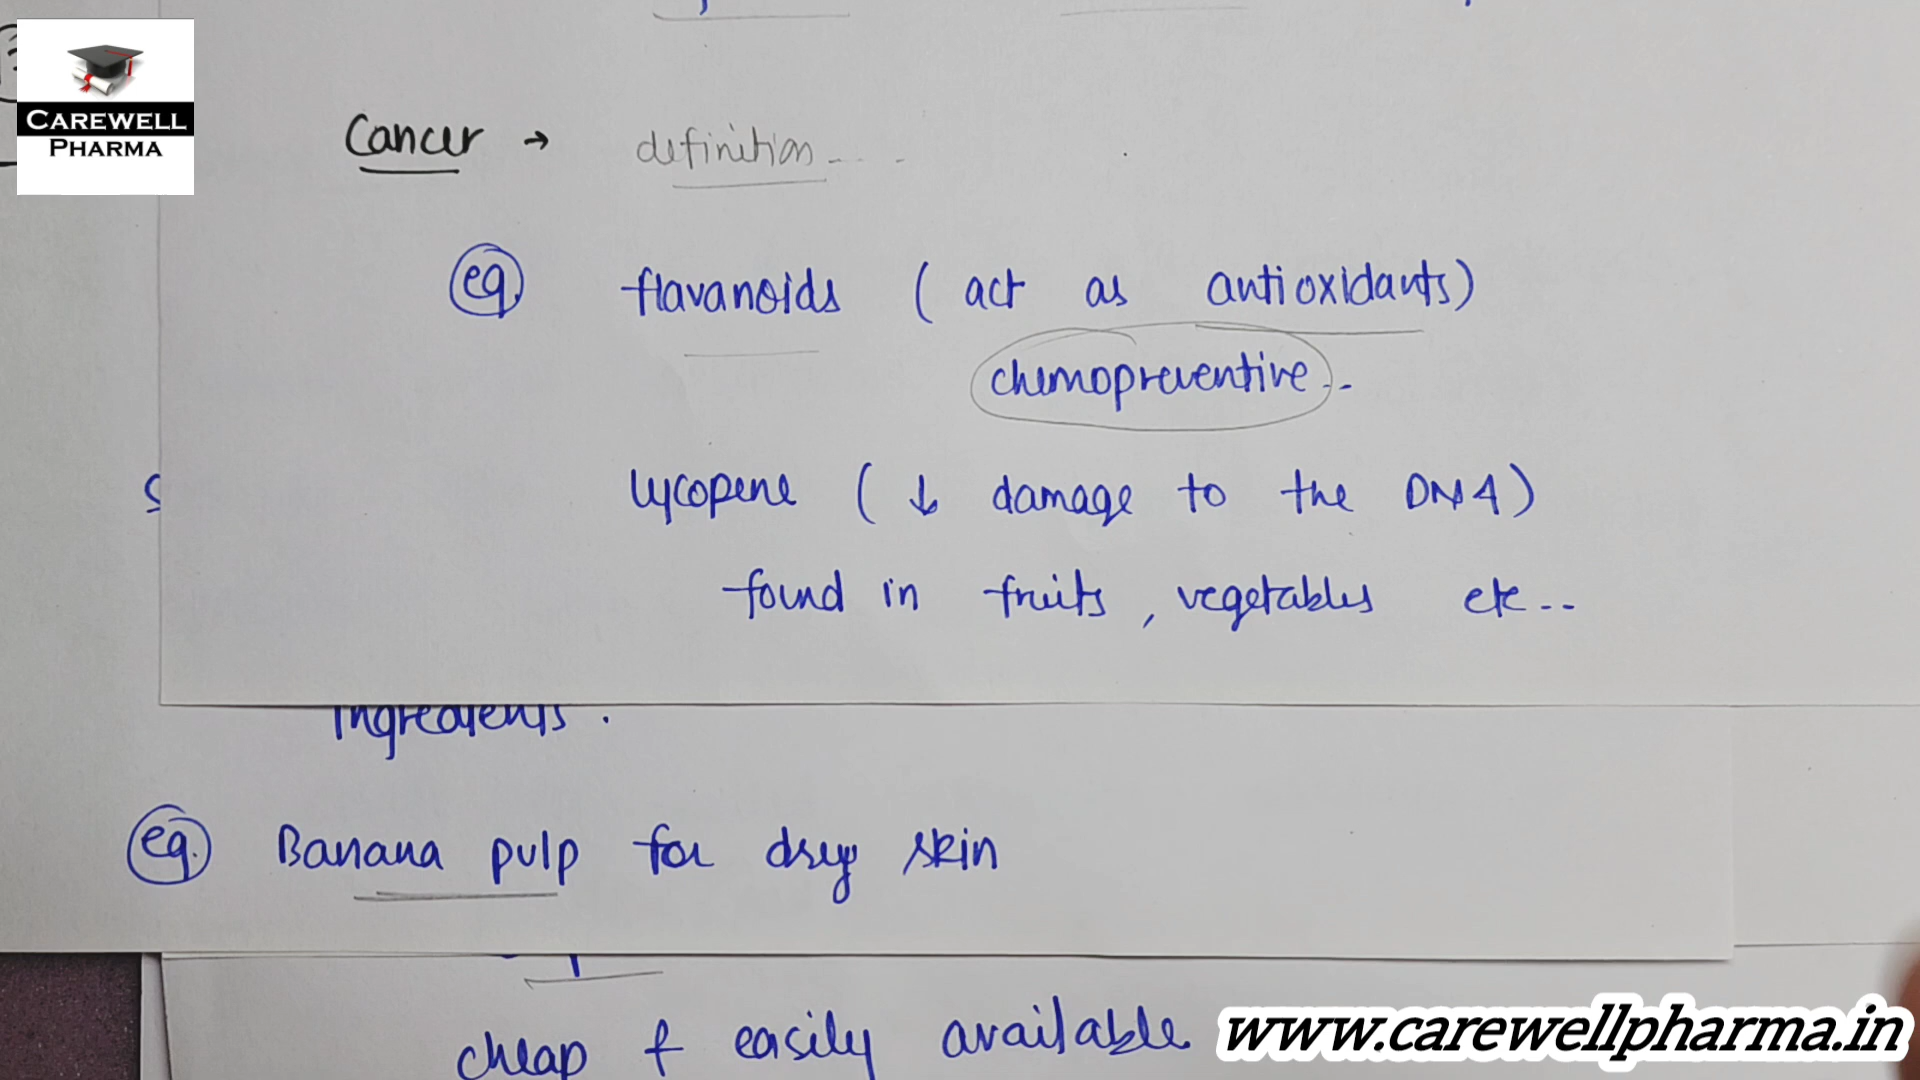 CAREWELL
PHARMA
Cancer → definition....
eg. flavanoids (act as antioxidants)
chemopreventive..
lycopene (↓ damage to the DNA)
found in fruits, vegetables etc..
ingredients.
eg. Banana pulp for dry skin
cheap & easily available
www.carewellpharma.in